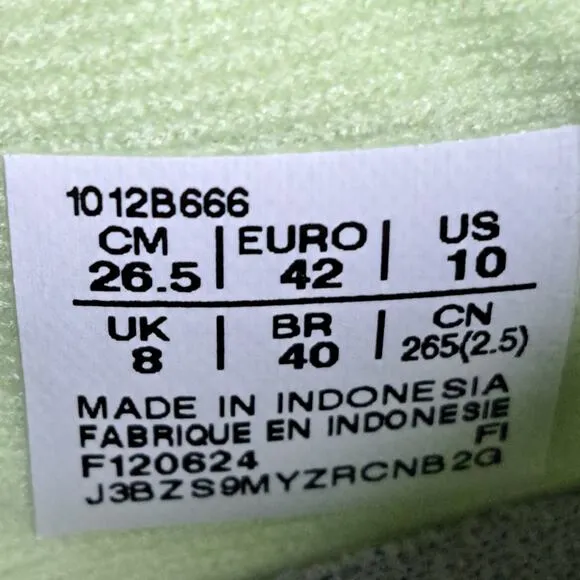 1012B666
CM | EURO | US
26.5 | 42 | 10
UK | BR | CN
8 | 40 | 265(2.5)
MADE IN INDONESIA
FABRIQUE EN INDONESIE
F120624 FI
J3BZS9MYZRCNB2G